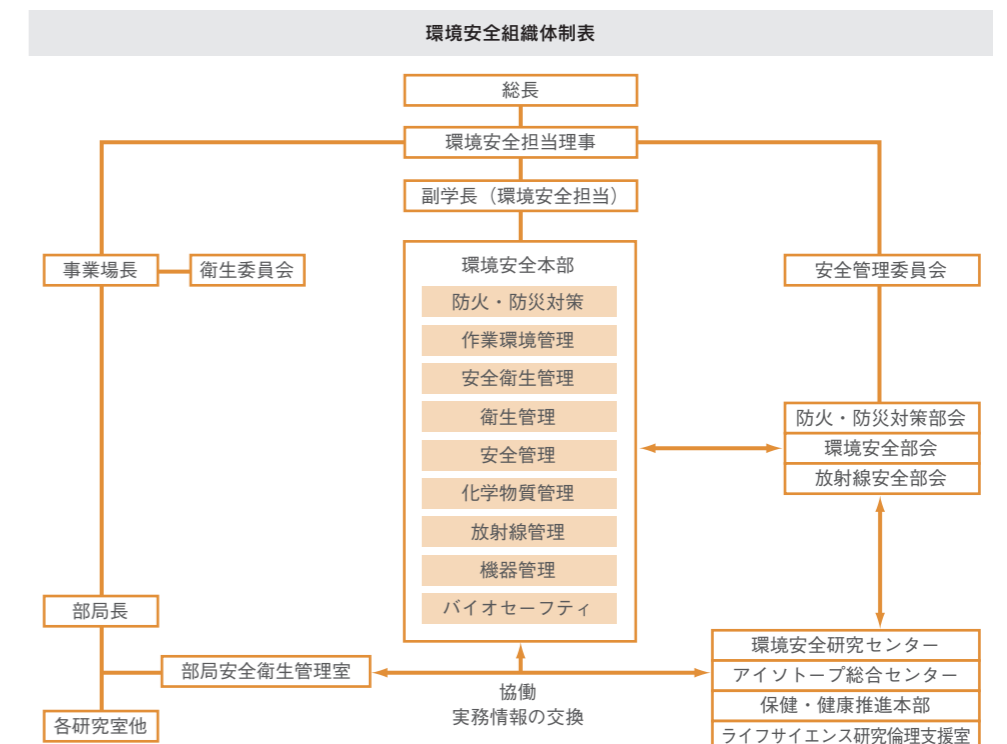 環境安全組織体制表
総長
環境安全担当理事
副学長（環境安全担当）
事業場長
衛生委員会
環境安全本部
防火・防災対策
作業環境管理
安全衛生管理
衛生管理
安全管理
化学物質管理
放射線管理
機器管理
バイオセーフティ
安全管理委員会
防火・防災対策部会
環境安全部会
放射線安全部会
部局長
部局安全衛生管理室
各研究室他
協働
実務情報の交換
環境安全研究センター
アイソトープ総合センター
保健・健康推進本部
ライフサイエンス研究倫理支援室